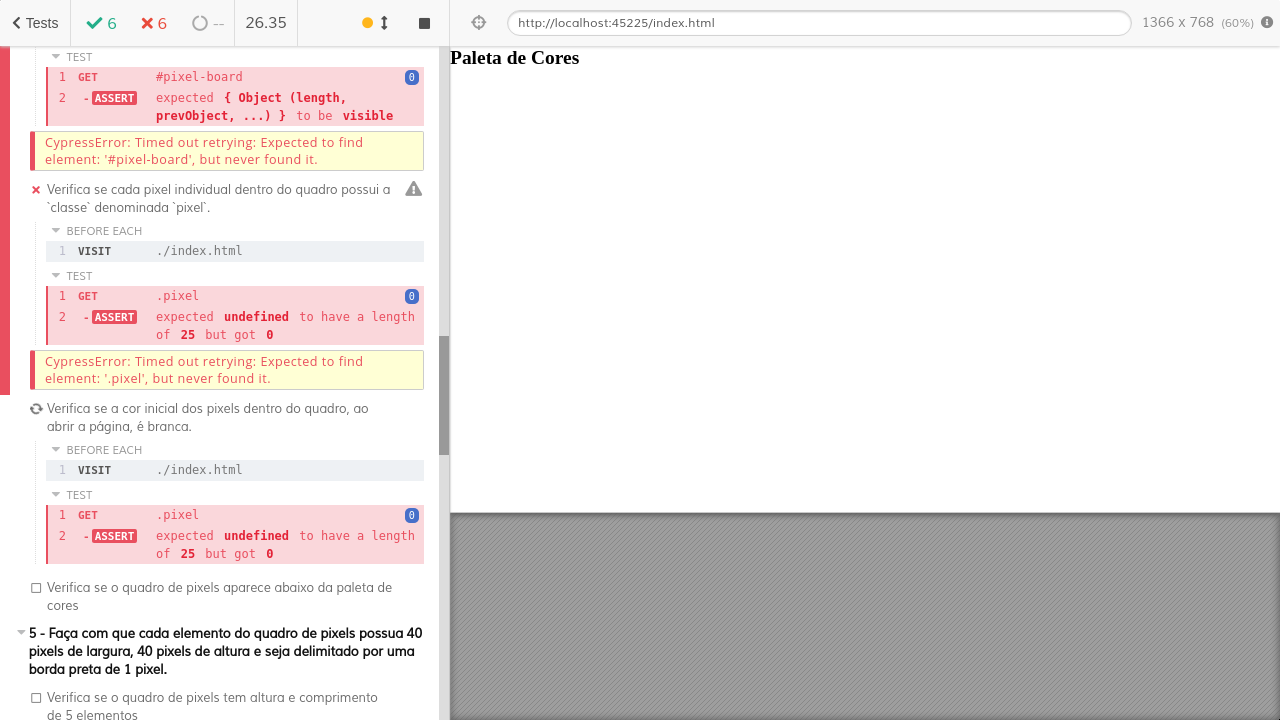 Tests
6
6
--
26.35
http://localhost:45225/index.html
1366 x 768 (60%)
TEST
1 GET #pixel-board 0
2 -ASSERT expected { Object (length,
prevObject, ...) } to be visible
CypressError: Timed out retrying: Expected to find
element: '#pixel-board', but never found it.
Verifica se cada pixel individual dentro do quadro possui a
`classe` denominada `pixel`.
BEFORE EACH
1 VISIT ./index.html
TEST
1 GET .pixel 0
2 -ASSERT expected undefined to have a length
of 25 but got 0
CypressError: Timed out retrying: Expected to find
element: '.pixel', but never found it.
Verifica se a cor inicial dos pixels dentro do quadro, ao
abrir a página, é branca.
BEFORE EACH
1 VISIT ./index.html
TEST
1 GET .pixel 0
2 -ASSERT expected undefined to have a length
of 25 but got 0
Verifica se o quadro de pixels aparece abaixo da paleta de
cores
5 - Faça com que cada elemento do quadro de pixels possua 40
pixels de largura, 40 pixels de altura e seja delimitado por uma
borda preta de 1 pixel.
Verifica se o quadro de pixels tem altura e comprimento
de 5 elementos
Paleta de Cores